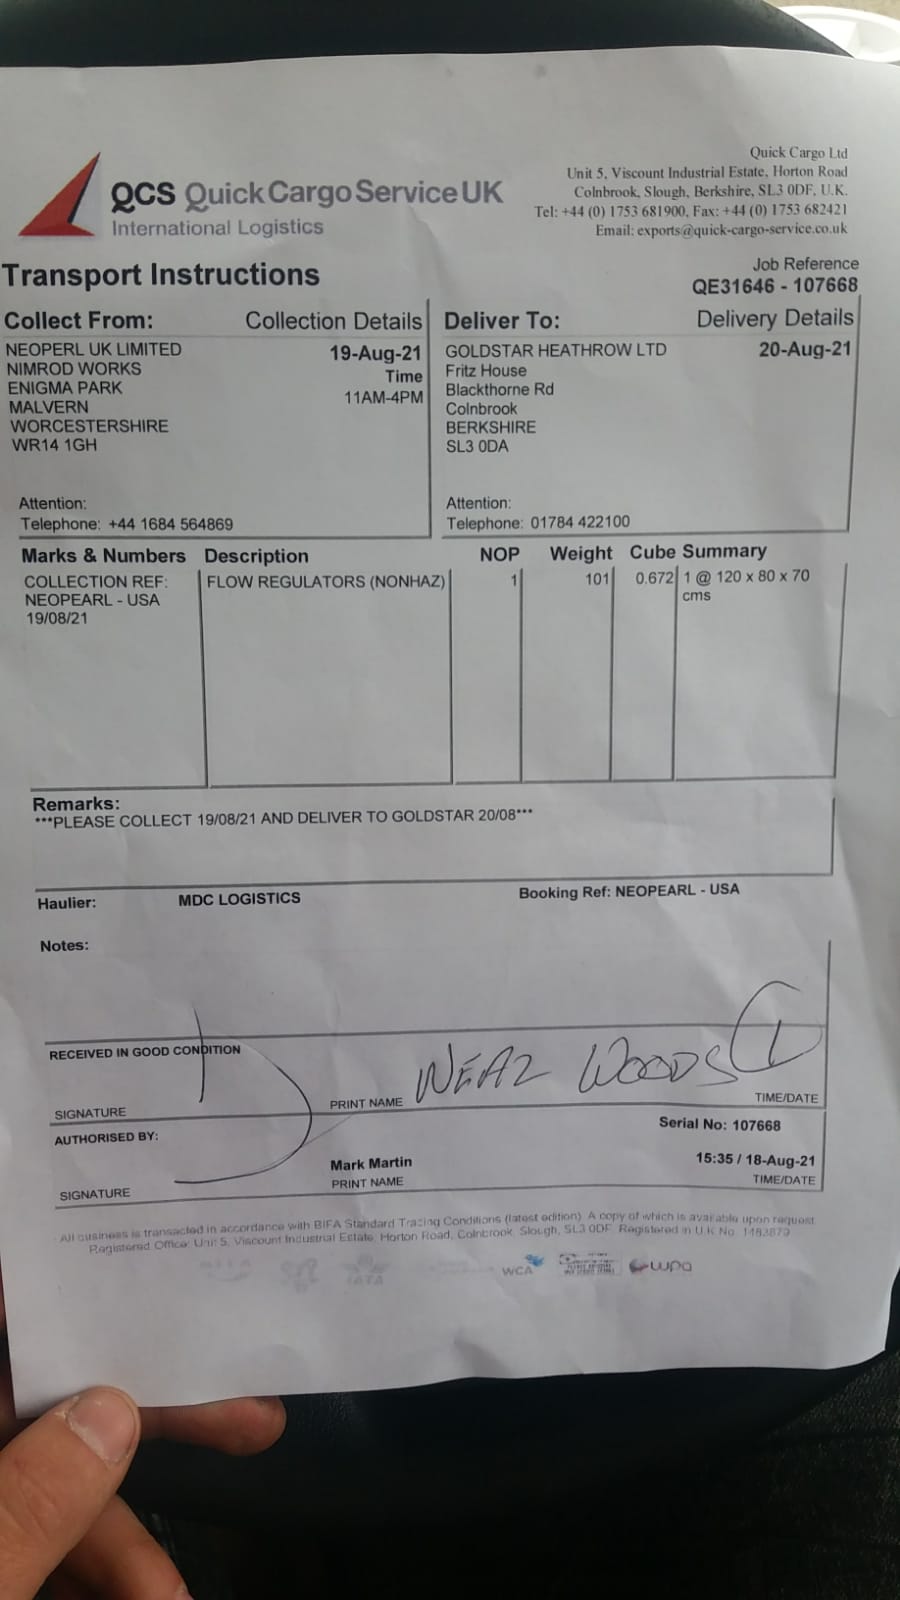 QCS Quick Cargo Service UK
International Logistics
Quick Cargo Ltd
Unit 5, Viscount Industrial Estate, Horton Road
Colnbrook, Slough, Berkshire, SL3 0DF, U.K.
Tel: +44 (0) 1753 681900, Fax: +44 (0) 1753 682421
Email: exports@quick-cargo-service.co.uk
Transport Instructions
Job Reference
QE31646 - 107668
Collect From: Collection Details
NEOPERL UK LIMITED 19-Aug-21
NIMROD WORKS Time
ENIGMA PARK 11AM-4PM
MALVERN
WORCESTERSHIRE
WR14 1GH
Attention:
Telephone: +44 1684 564869
Deliver To: Delivery Details
GOLDSTAR HEATHROW LTD 20-Aug-21
Fritz House
Blackthorne Rd
Colnbrook
BERKSHIRE
SL3 0DA
Attention:
Telephone: 01784 422100
Marks & Numbers Description NOP Weight Cube Summary
COLLECTION REF: FLOW REGULATORS (NONHAZ) 1 101 0.672 1 @ 120 x 80 x 70
NEOPEARL - USA cms
19/08/21
Remarks:
***PLEASE COLLECT 19/08/21 AND DELIVER TO GOLDSTAR 20/08***
Haulier: MDC LOGISTICS Booking Ref: NEOPEARL - USA
Notes:
RECEIVED IN GOOD CONDITION
SIGNATURE PRINT NAME WOODS TIME/DATE
AUTHORISED BY: Serial No: 107668
Mark Martin 15:35 / 18-Aug-21
SIGNATURE PRINT NAME TIME/DATE
All business is transacted in accordance with BIFA Standard Trading Conditions (latest edition). A copy of which is available upon request.
Registered Office: Unit 5, Viscount Industrial Estate, Horton Road, Colnbrook, Slough, SL3 0DF. Registered in U.K No.
IATA WCA wpa